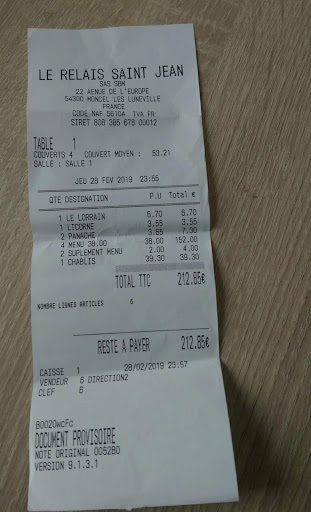 LE RELAIS SAINT JEAN
SAS SBM
22 AENUE DE L'EUROPE
54300 MONCEL LES LUNEVILLE
FRANCE
CODE NAF 5610A TVA FR
SIRET 808 385 678 00012
TABLE 1
COUVERTS 4 COUVERT MOYEN : 53.21
SALLE : SALLE 1
JEU 28 FEV 2019 23:55
QTE DESIGNATION P.U Total €
1 LE LORRAIN 6.70 6.70
1 LICORNE 3.55 3.55
2 PANACHE 3.65 7.30
4 MENU 38.00 38.00 152.00
2 SUPLEMENT MENU 2.00 4.00
1 CHABLIS 39.30 39.30
TOTAL TTC 212.85€
NOMBRE LIGNES ARTICLES 6
RESTE A PAYER 212.85€
CAISSE 1 28/02/2019 23:57
VENDEUR 6 DIRECTION2
CLEF 6
B0020wcFc
DOCUMENT PROVISOIRE
NOTE ORIGINAL 005280
VERSION 9.1.3.1